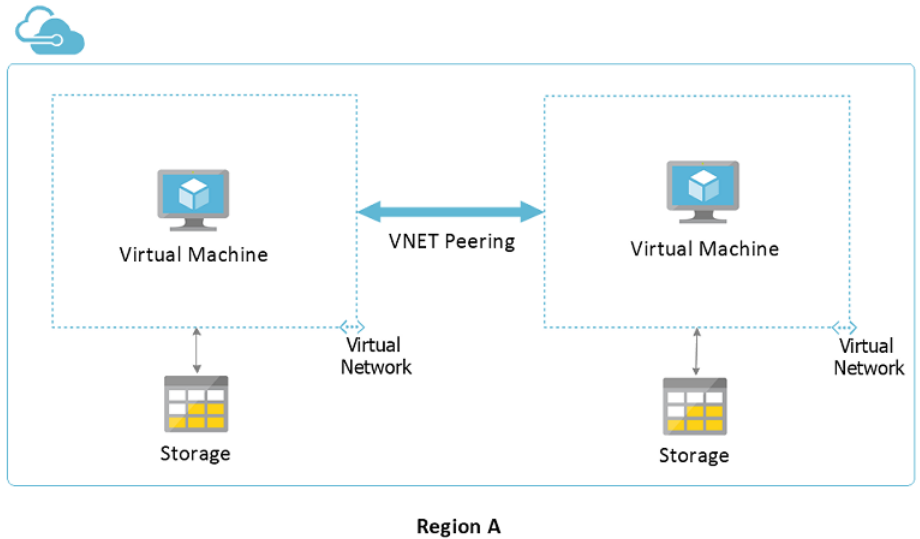 Virtual Machine
VNET Peering
Virtual Machine
Virtual
Network
Virtual
Network
Storage
Storage
Region A